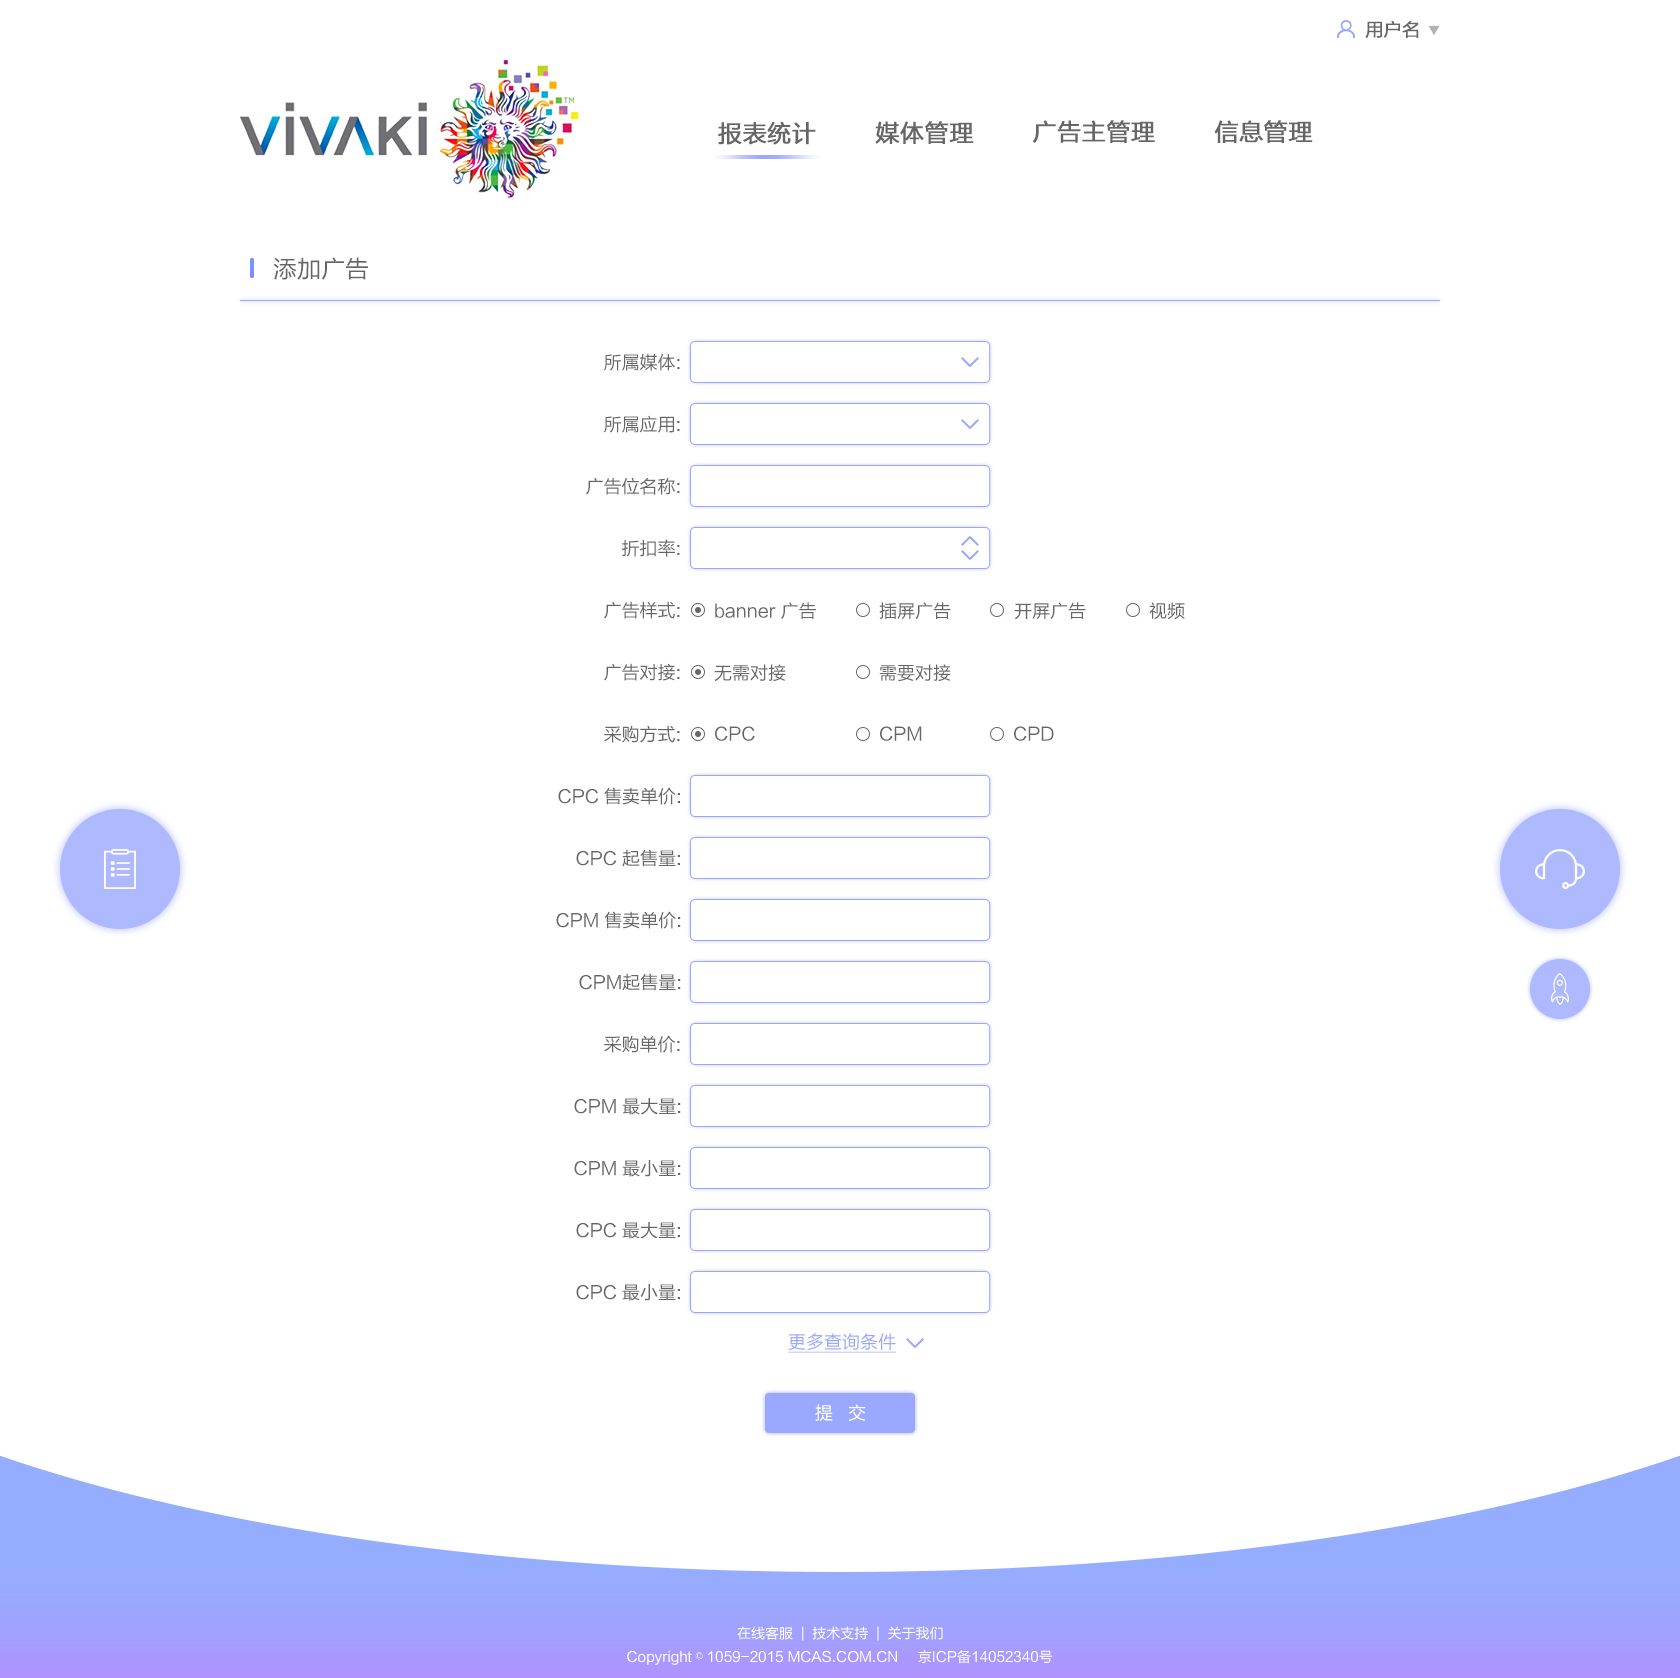 用户名
VIVAKI TM
报表统计 媒体管理 广告主管理 信息管理
添加广告
所属媒体:
所属应用:
广告位名称:
折扣率:
广告样式: banner 广告 插屏广告 开屏广告 视频
广告对接: 无需对接 需要对接
采购方式: CPC CPM CPD
CPC 售卖单价:
CPC 起售量:
CPM 售卖单价:
CPM起售量:
采购单价:
CPM 最大量:
CPM 最小量:
CPC 最大量:
CPC 最小量:
更多查询条件
提 交
在线客服 | 技术支持 | 关于我们
Copyright © 1059-2015 MCAS.COM.CN 京ICP备14052340号